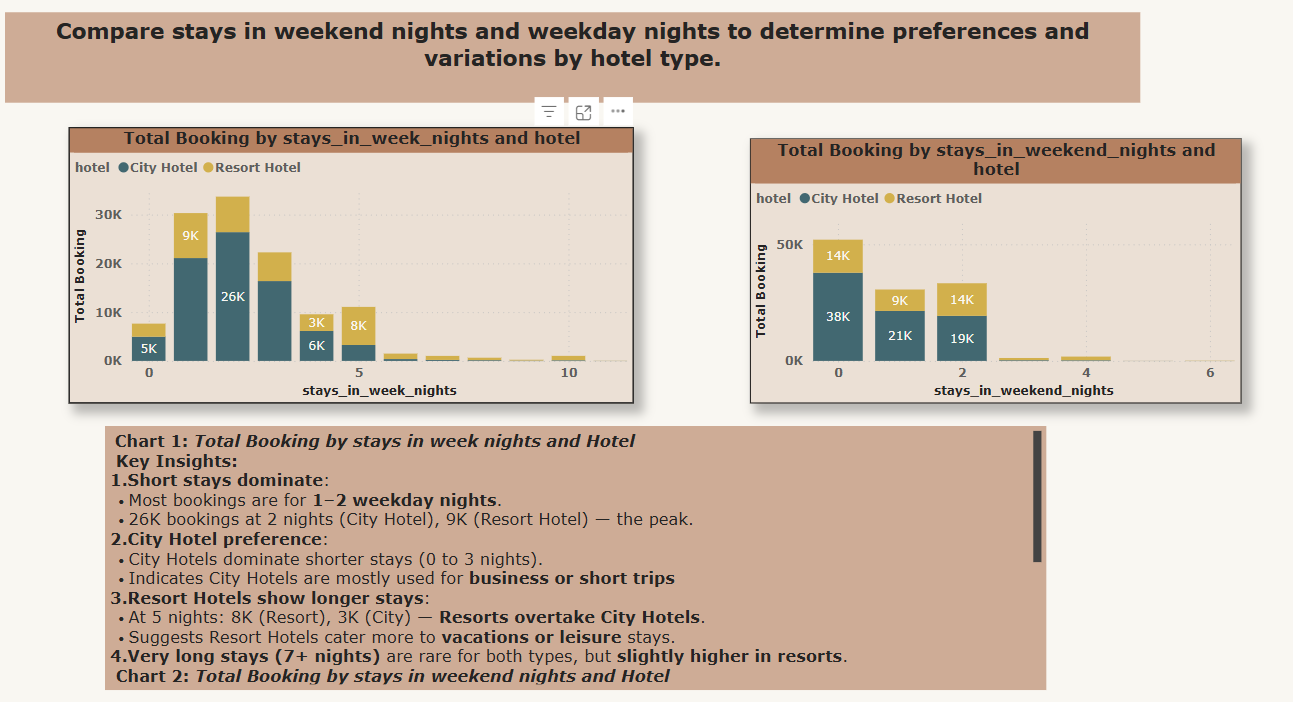 Compare stays in weekend nights and weekday nights to determine preferences and
variations by hotel type.
Total Booking by stays_in_week_nights and hotel
hotel City Hotel Resort Hotel
Total Booking
30K
20K
10K
0K
9K
26K
3K
8K
5K
6K
0
5
10
stays_in_week_nights
Total Booking by stays_in_weekend_nights and
hotel
hotel City Hotel Resort Hotel
Total Booking
50K
0K
14K
9K
14K
38K
21K
19K
0
2
4
6
stays_in_weekend_nights
Chart 1: Total Booking by stays in week nights and Hotel
Key Insights:
1.Short stays dominate:
• Most bookings are for 1–2 weekday nights.
• 26K bookings at 2 nights (City Hotel), 9K (Resort Hotel) — the peak.
2.City Hotel preference:
• City Hotels dominate shorter stays (0 to 3 nights).
• Indicates City Hotels are mostly used for business or short trips
3.Resort Hotels show longer stays:
• At 5 nights: 8K (Resort), 3K (City) — Resorts overtake City Hotels.
• Suggests Resort Hotels cater more to vacations or leisure stays.
4.Very long stays (7+ nights) are rare for both types, but slightly higher in resorts.
Chart 2: Total Booking by stays in weekend nights and Hotel